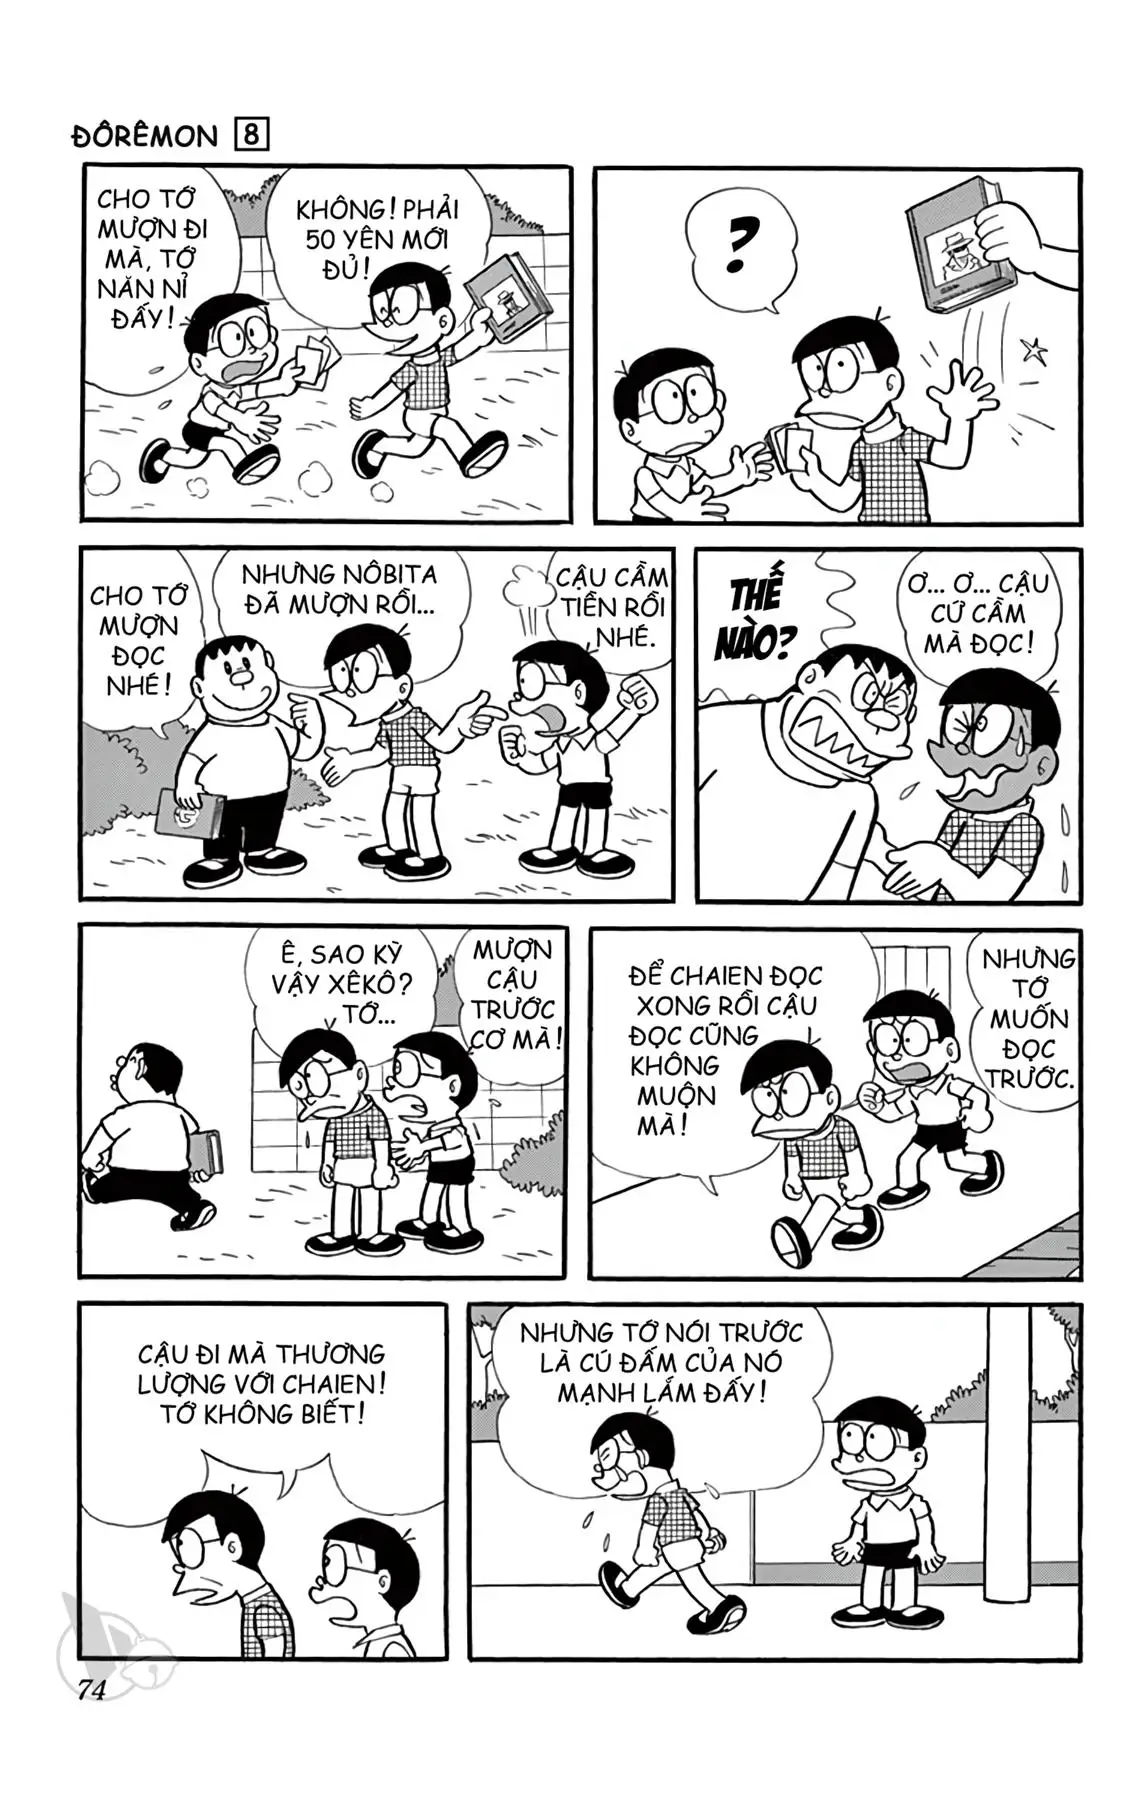 ĐÔRÊMON 8
CHO TỚ
MƯỢN ĐI
MÀ, TỚ
NĂN NỈ
ĐẤY!
KHÔNG! PHẢI
50 YÊN MỚI
ĐỦ!
?
CHO TỚ
MƯỢN
ĐỌC
NHÉ!
NHƯNG NÔBITA
ĐÃ MƯỢN RỒI...
CẬU CẦM
TIỀN RỒI
NHÉ.
THẾ
NÀO?
Ơ... Ơ... CẬU
CỨ CẦM
MÀ ĐỌC!
Ê, SAO KỲ
VẬY XÊKÔ?
TỚ...
MƯỢN
CẬU
TRƯỚC
CƠ MÀ!
ĐỂ CHAIEN ĐỌC
XONG RỒI CẬU
ĐỌC CŨNG
KHÔNG
MUỘN
MÀ!
NHƯNG
TỚ
MUỐN
ĐỌC
TRƯỚC.
CẬU ĐI MÀ THƯƠNG
LƯỢNG VỚI CHAIEN!
TỚ KHÔNG BIẾT!
NHƯNG TỚ NÓI TRƯỚC
LÀ CÚ ĐẤM CỦA NÓ
MẠNH LẮM ĐẤY!
74